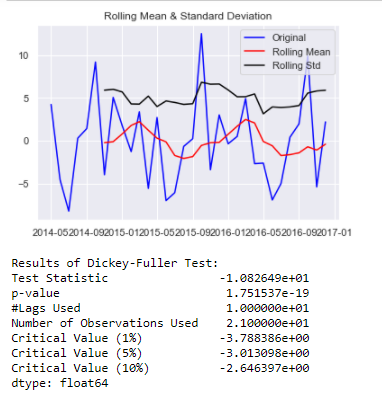 Rolling Mean & Standard Deviation
Original
Rolling Mean
Rolling Std
10
5
0
−5
2014-052014-092015-012015-052015-092016-012016-052016-092017-01
Results of Dickey-Fuller Test:
Test Statistic -1.082649e+01
p-value 1.751537e-19
#Lags Used 1.000000e+01
Number of Observations Used 2.100000e+01
Critical Value (1%) -3.788386e+00
Critical Value (5%) -3.013098e+00
Critical Value (10%) -2.646397e+00
dtype: float64